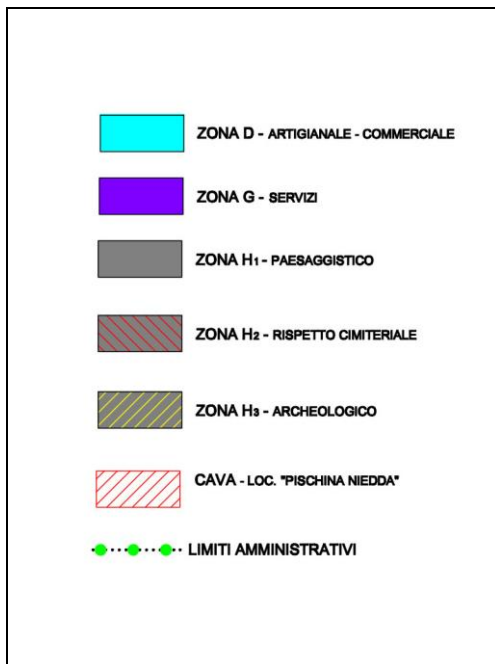 ZONA D - ARTIGIANALE - COMMERCIALE
ZONA G - SERVIZI
ZONA H1 - PAESAGGISTICO
ZONA H2 - RISPETTO CIMITERIALE
ZONA H3 - ARCHEOLOGICO
CAVA - LOC. "PISCHINA NIEDDA"
LIMITI AMMINISTRATIVI